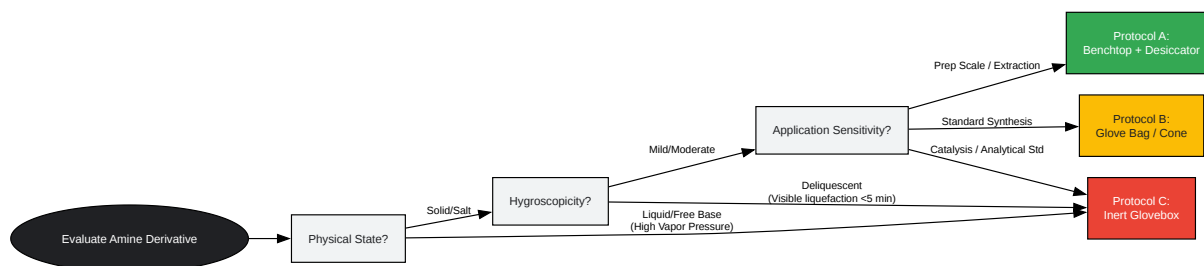 Evaluate Amine Derivative
Physical State?
Solid/Salt
Liquid/Free Base
(High Vapor Pressure)
Hygroscopicity?
Mild/Moderate
Deliquescent
(Visible liquefaction <5 min)
Application Sensitivity?
Prep Scale / Extraction
Standard Synthesis
Catalysis / Analytical Std
Protocol A:
Benchtop + Desiccator
Protocol B:
Glove Bag / Cone
Protocol C:
Inert Glovebox